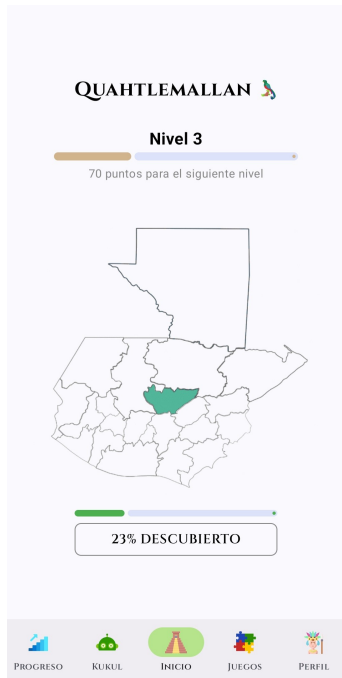 QUAHTLEMALLAN
Nivel 3
70 puntos para el siguiente nivel
23% DESCUBIERTO
PROGRESO KUKUL INICIO JUEGOS PERFIL